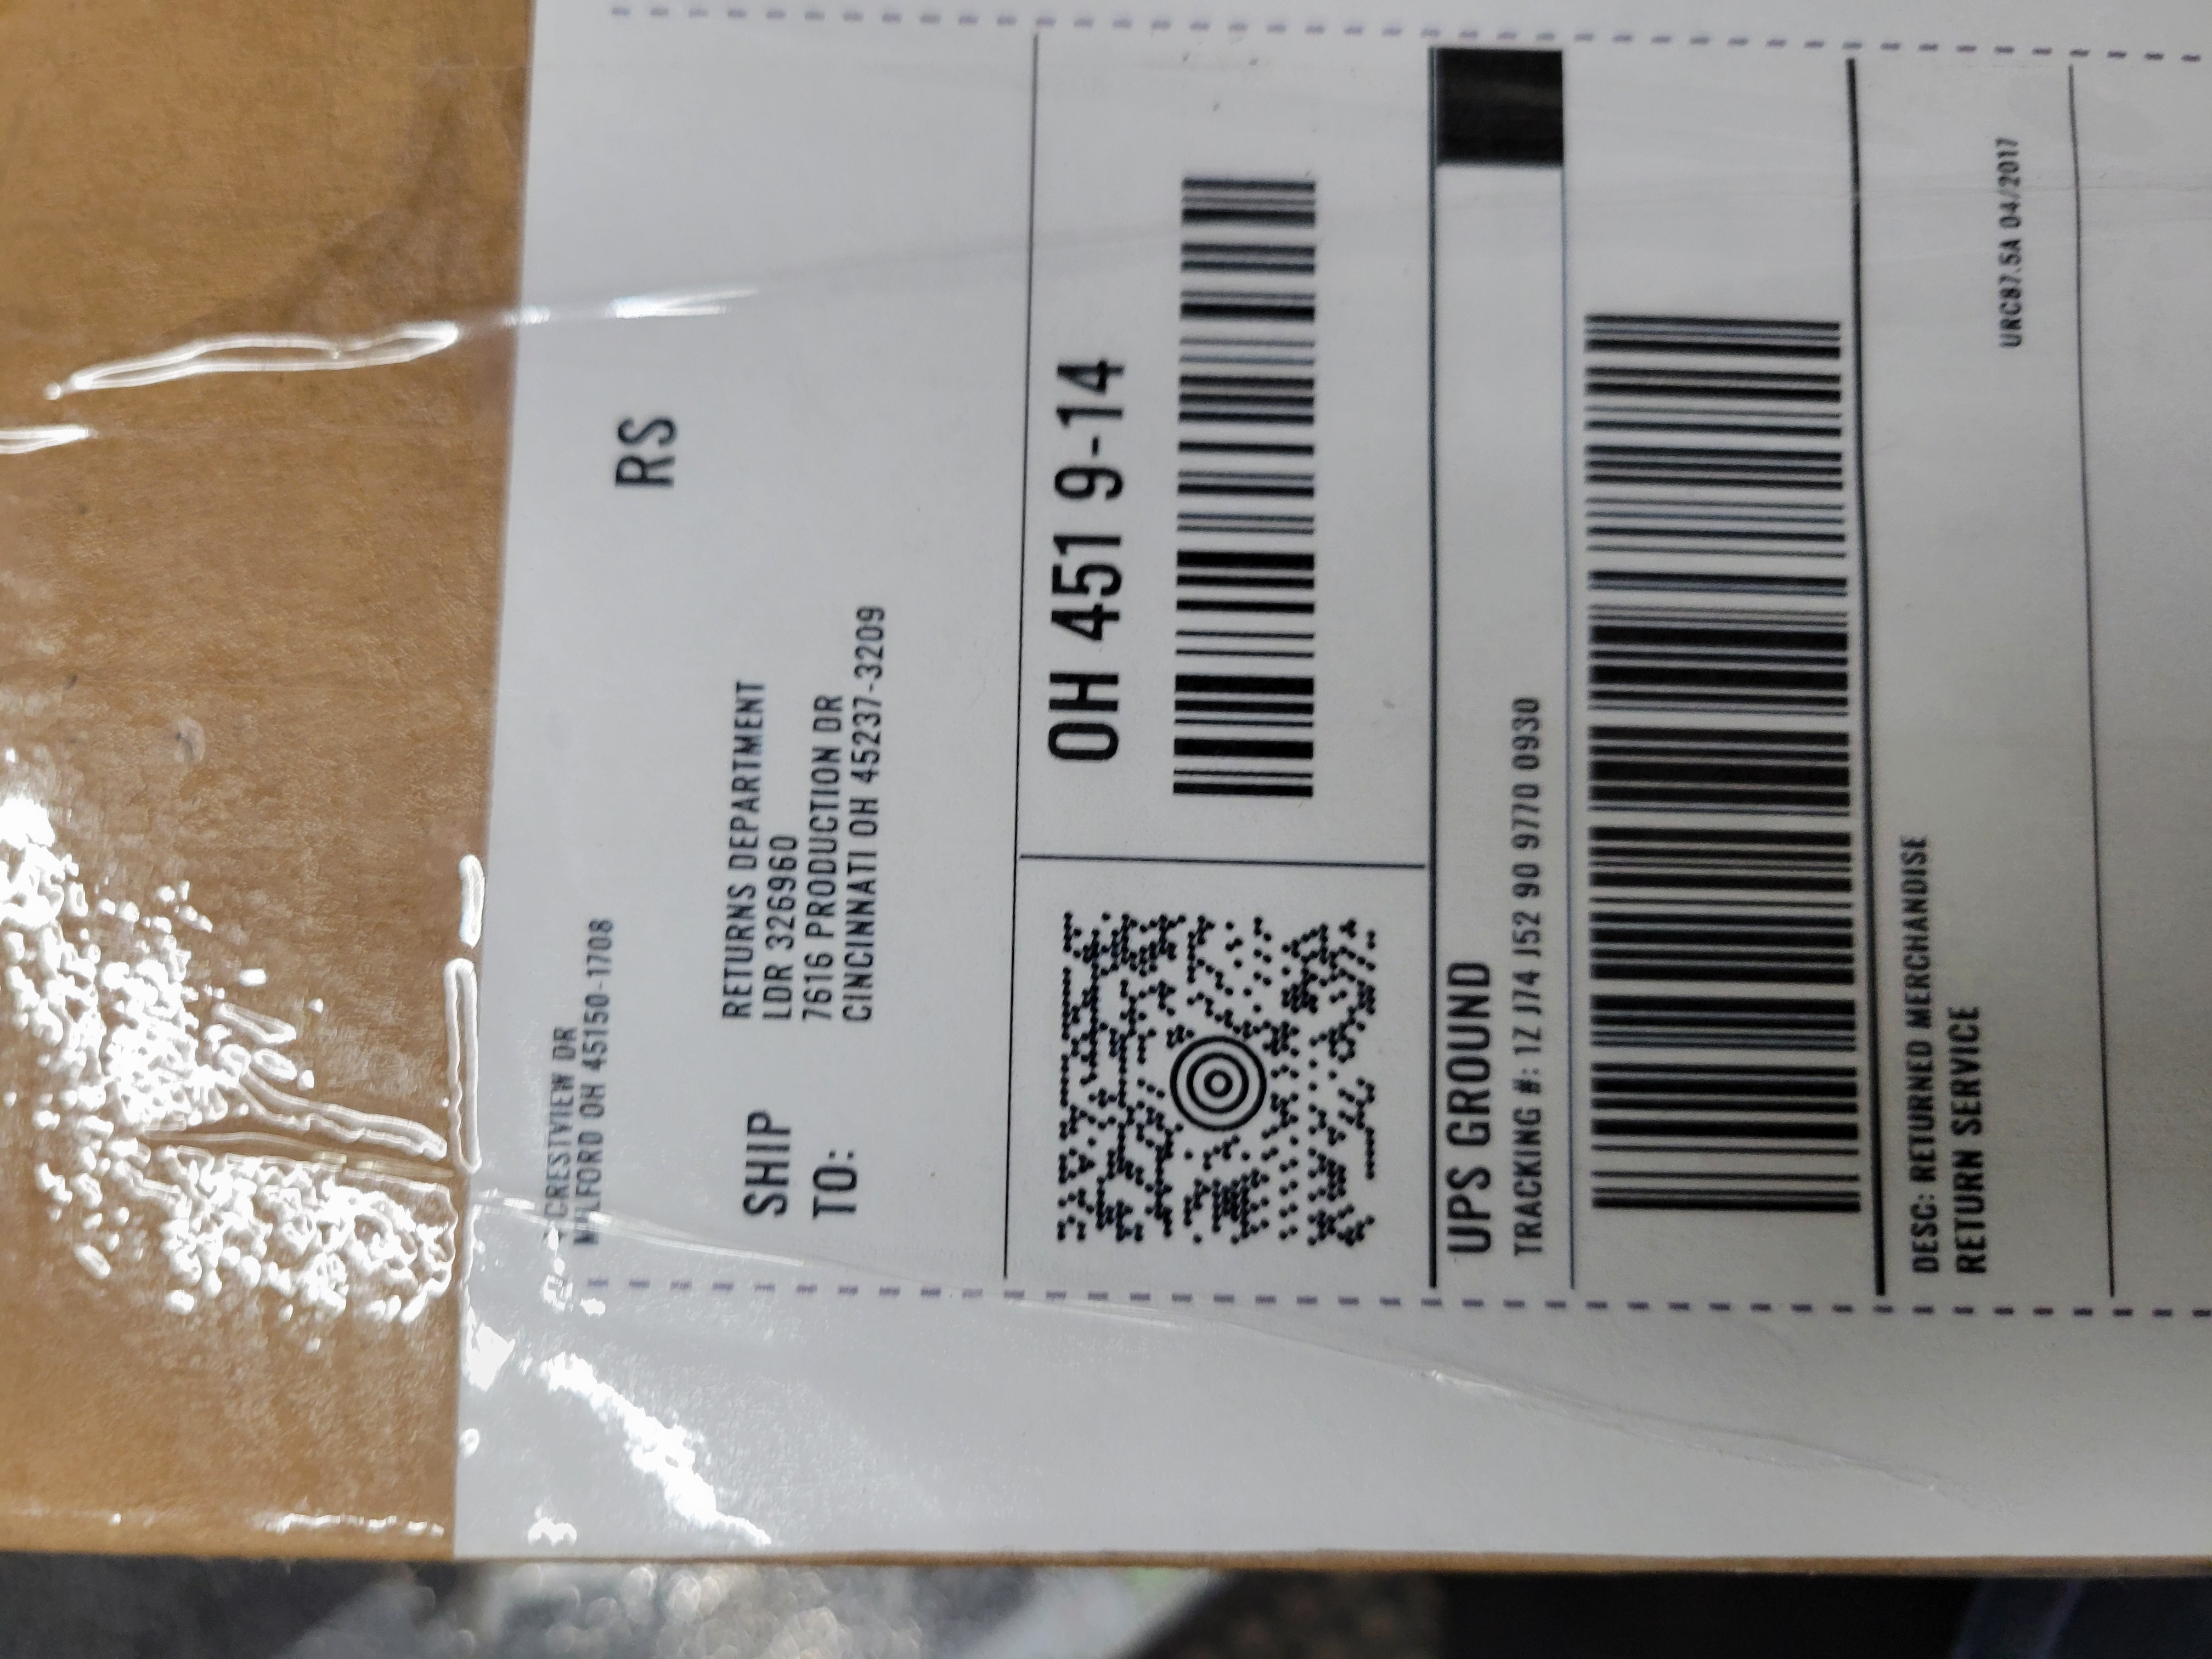 CRESTVIEW DR
MILFORD OH 45150-1708
RS
SHIP
TO:
RETURNS DEPARTMENT
LDR 326960
7616 PRODUCTION DR
CINCINNATI OH 45237-3209
OH 451 9-14
UPS GROUND
TRACKING #: 1Z J74 J52 90 9770 0930
DESC: RETURNED MERCHANDISE
RETURN SERVICE
URC87.5A 04/2017